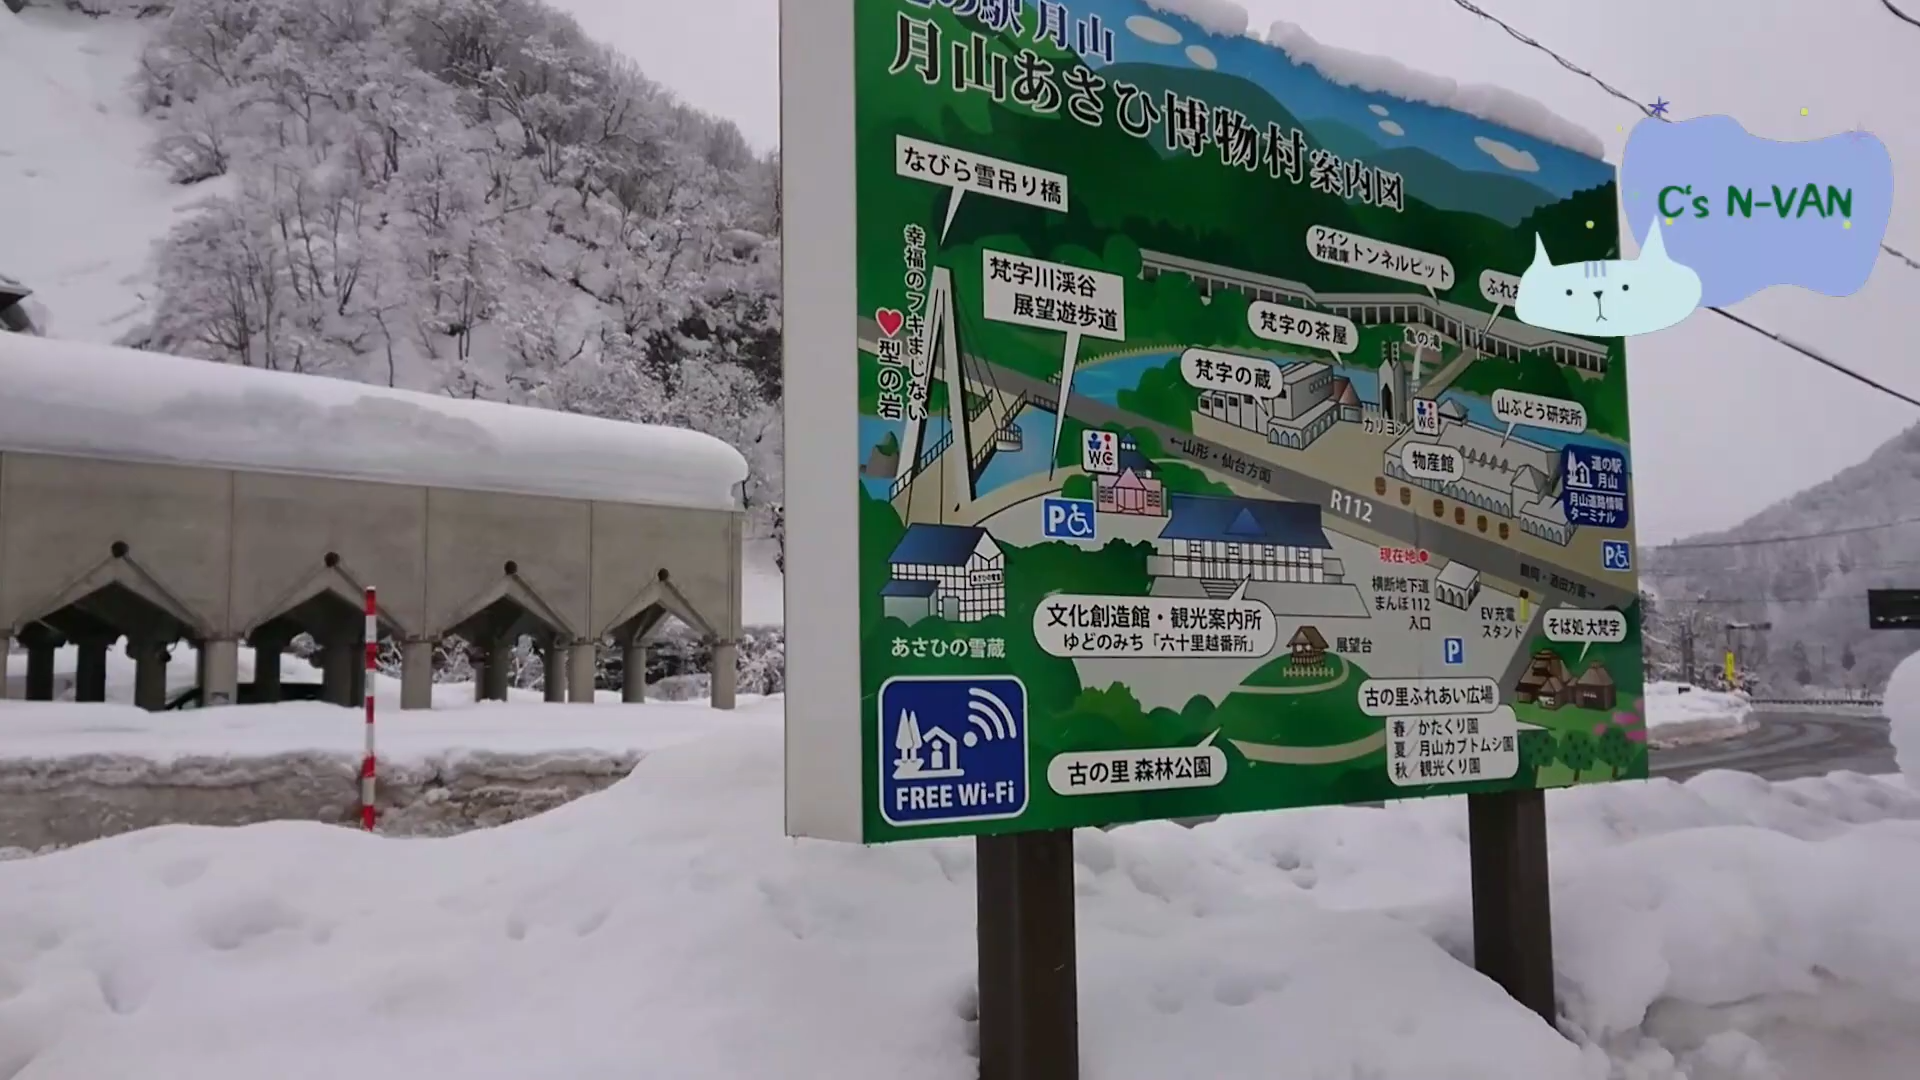 の駅 月山
月山あさひ博物村 案内図
C's N-VAN
なびら雪吊り橋
幸福のフキまじない
♥型の岩
梵字川渓谷
展望遊歩道
ワイン
貯蔵庫 トンネルピット
ふれあ
梵字の茶屋
亀の滝
梵字の蔵
カリヨン
WC
山ぶどう研究所
物産館
道の駅
月山
月山道路情報
ターミナル
WC
←山形・仙台方面
R112
P
P
現在地
鶴岡・酒田方面→
横断地下道
まんぼ112
入口
EV充電
スタンド
そば処 大梵字
あさひの雪蔵
あさひの雪蔵
文化創造館・観光案内所
ゆどのみち「六十里越番所」
展望台
P
古の里ふれあい広場
春／かたくり園
夏／月山カブトムシ園
秋／観光くり園
古の里 森林公園
FREE Wi-Fi